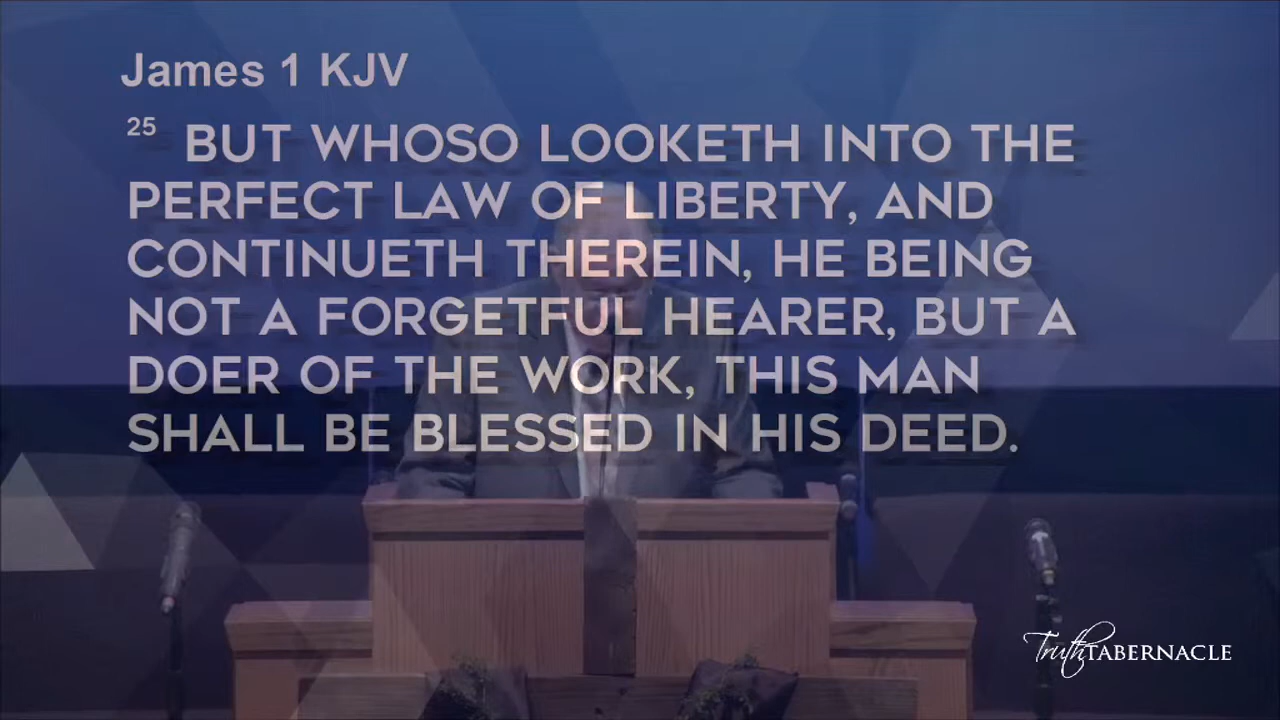 James 1 KJV
25 BUT WHOSO LOOKETH INTO THE
PERFECT LAW OF LIBERTY, AND
CONTINUETH THEREIN, HE BEING
NOT A FORGETFUL HEARER, BUT A
DOER OF THE WORK, THIS MAN
SHALL BE BLESSED IN HIS DEED.
TruthTABERNACLE